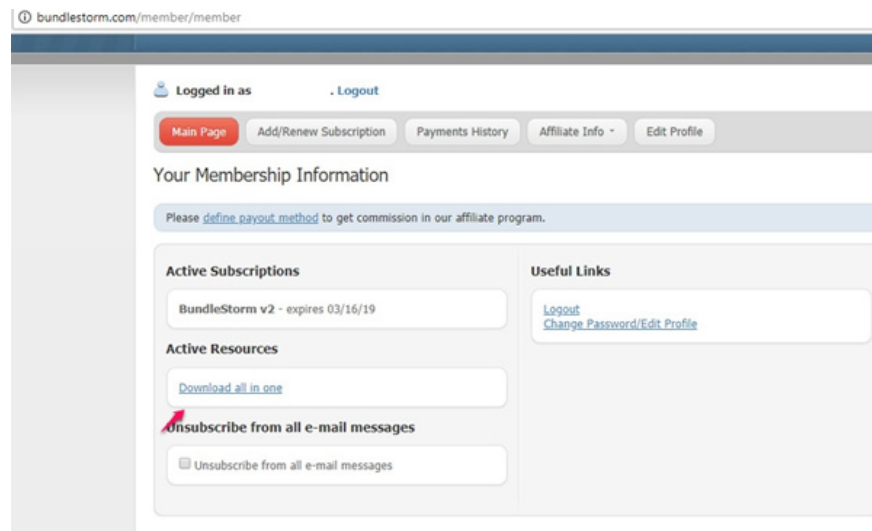 bundlestorm.com/member/member
Logged in as . Logout
Main Page Add/Renew Subscription Payments History Affiliate Info Edit Profile
Your Membership Information
Please define payout method to get commission in our affiliate program.
Active Subscriptions
BundleStorm v2 - expires 03/16/19
Active Resources
Download all in one
Unsubscribe from all e-mail messages
Unsubscribe from all e-mail messages
Useful Links
Logout
Change Password/Edit Profile